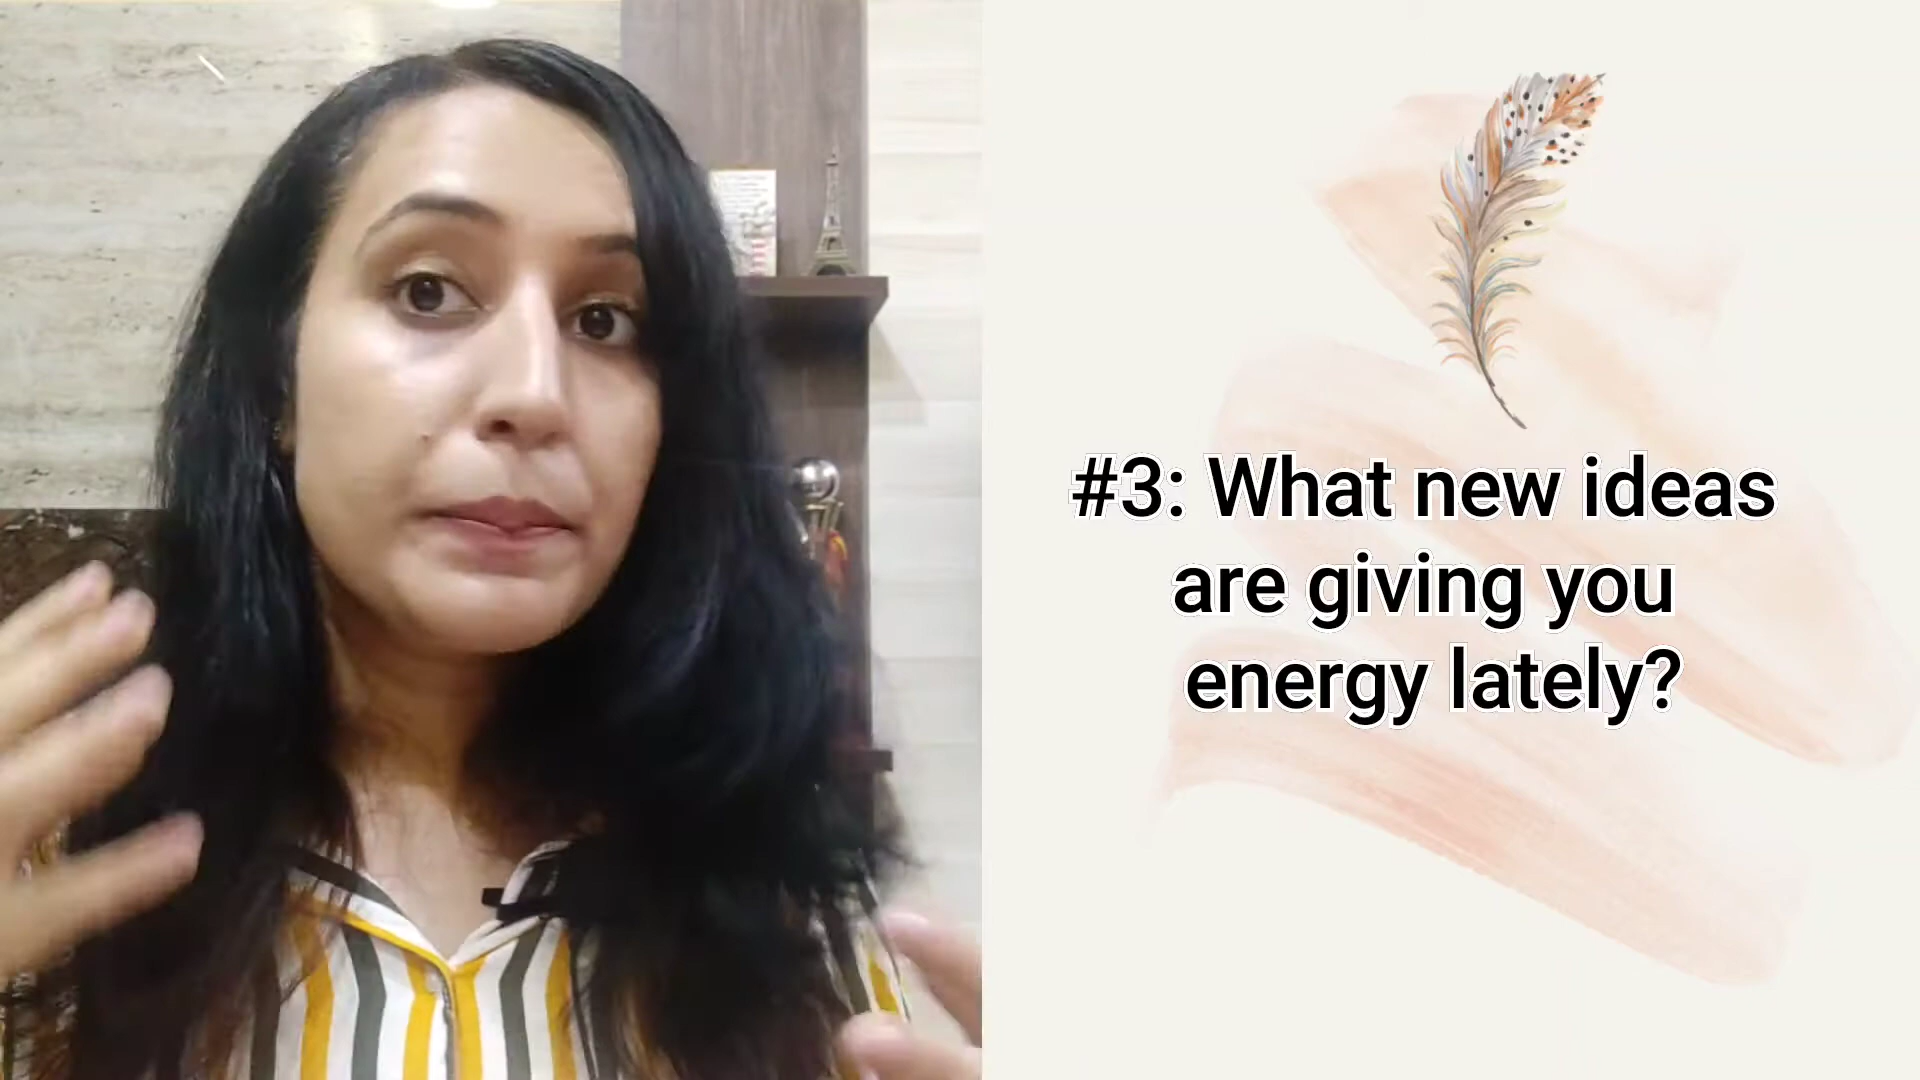 #3: What new ideas
are giving you
energy lately?